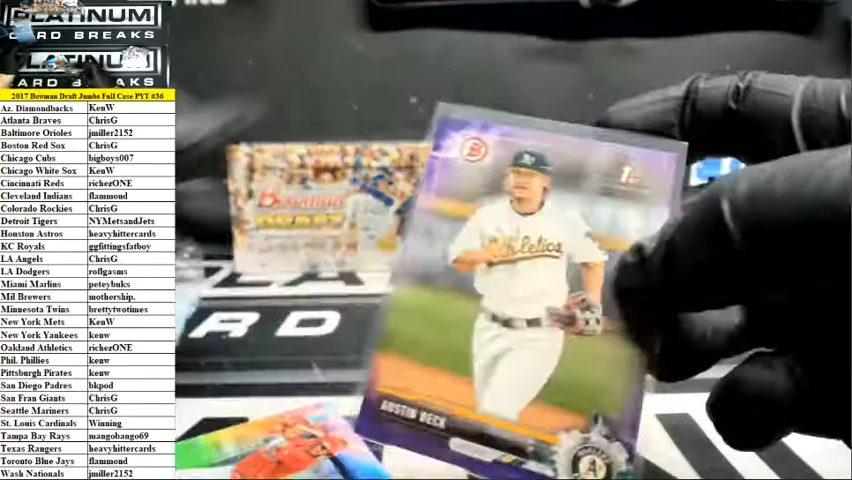 PLATINUM
CARD BREAKS
PLATINUM
CARD BREAKS
2017 Bowman Draft Jumbo Full Case PYT #36
Az. Diamondbacks KenW
Atlanta Braves ChrisG
Baltimore Orioles jmiller2152
Boston Red Sox ChrisG
Chicago Cubs bigboys007
Chicago White Sox KenW
Cincinnati Reds richezONE
Cleveland Indians flammond
Colorado Rockies ChrisG
Detroit Tigers NYMetsandJets
Houston Astros heavyhittercards
KC Royals ggfittingsfatboy
LA Angels ChrisG
LA Dodgers roflgasms
Miami Marlins peteybuks
Mil Brewers mothership.
Minnesota Twins brettytwotimes
New York Mets KenW
New York Yankees kenw
Oakland Athletics richezONE
Phil. Phillies kenw
Pittsburgh Pirates kenw
San Diego Padres bkpod
San Fran Giants ChrisG
Seattle Mariners ChrisG
St. Louis Cardinals Winning
Tampa Bay Rays mangobango69
Texas Rangers heavyhittercards
Toronto Blue Jays flammond
Wash Nationals jmiller2152
Bowman
DRAFT
B
1st
Athletics
AUSTIN BECK
A
RD